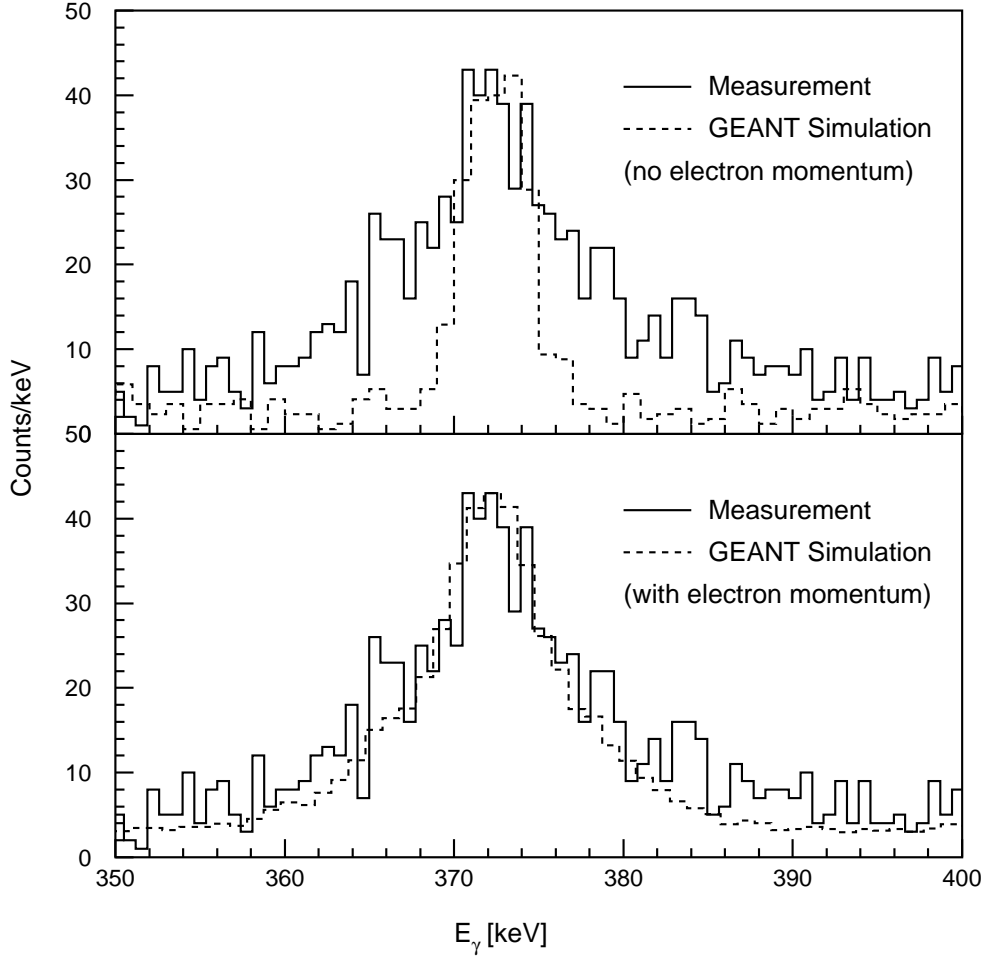 50
40
30
20
10
Measurement
GEANT Simulation
(no electron momentum)
Counts/keV
50
40
30
20
10
0
Measurement
GEANT Simulation
(with electron momentum)
350 360 370 380 390 400
Eγ [keV]